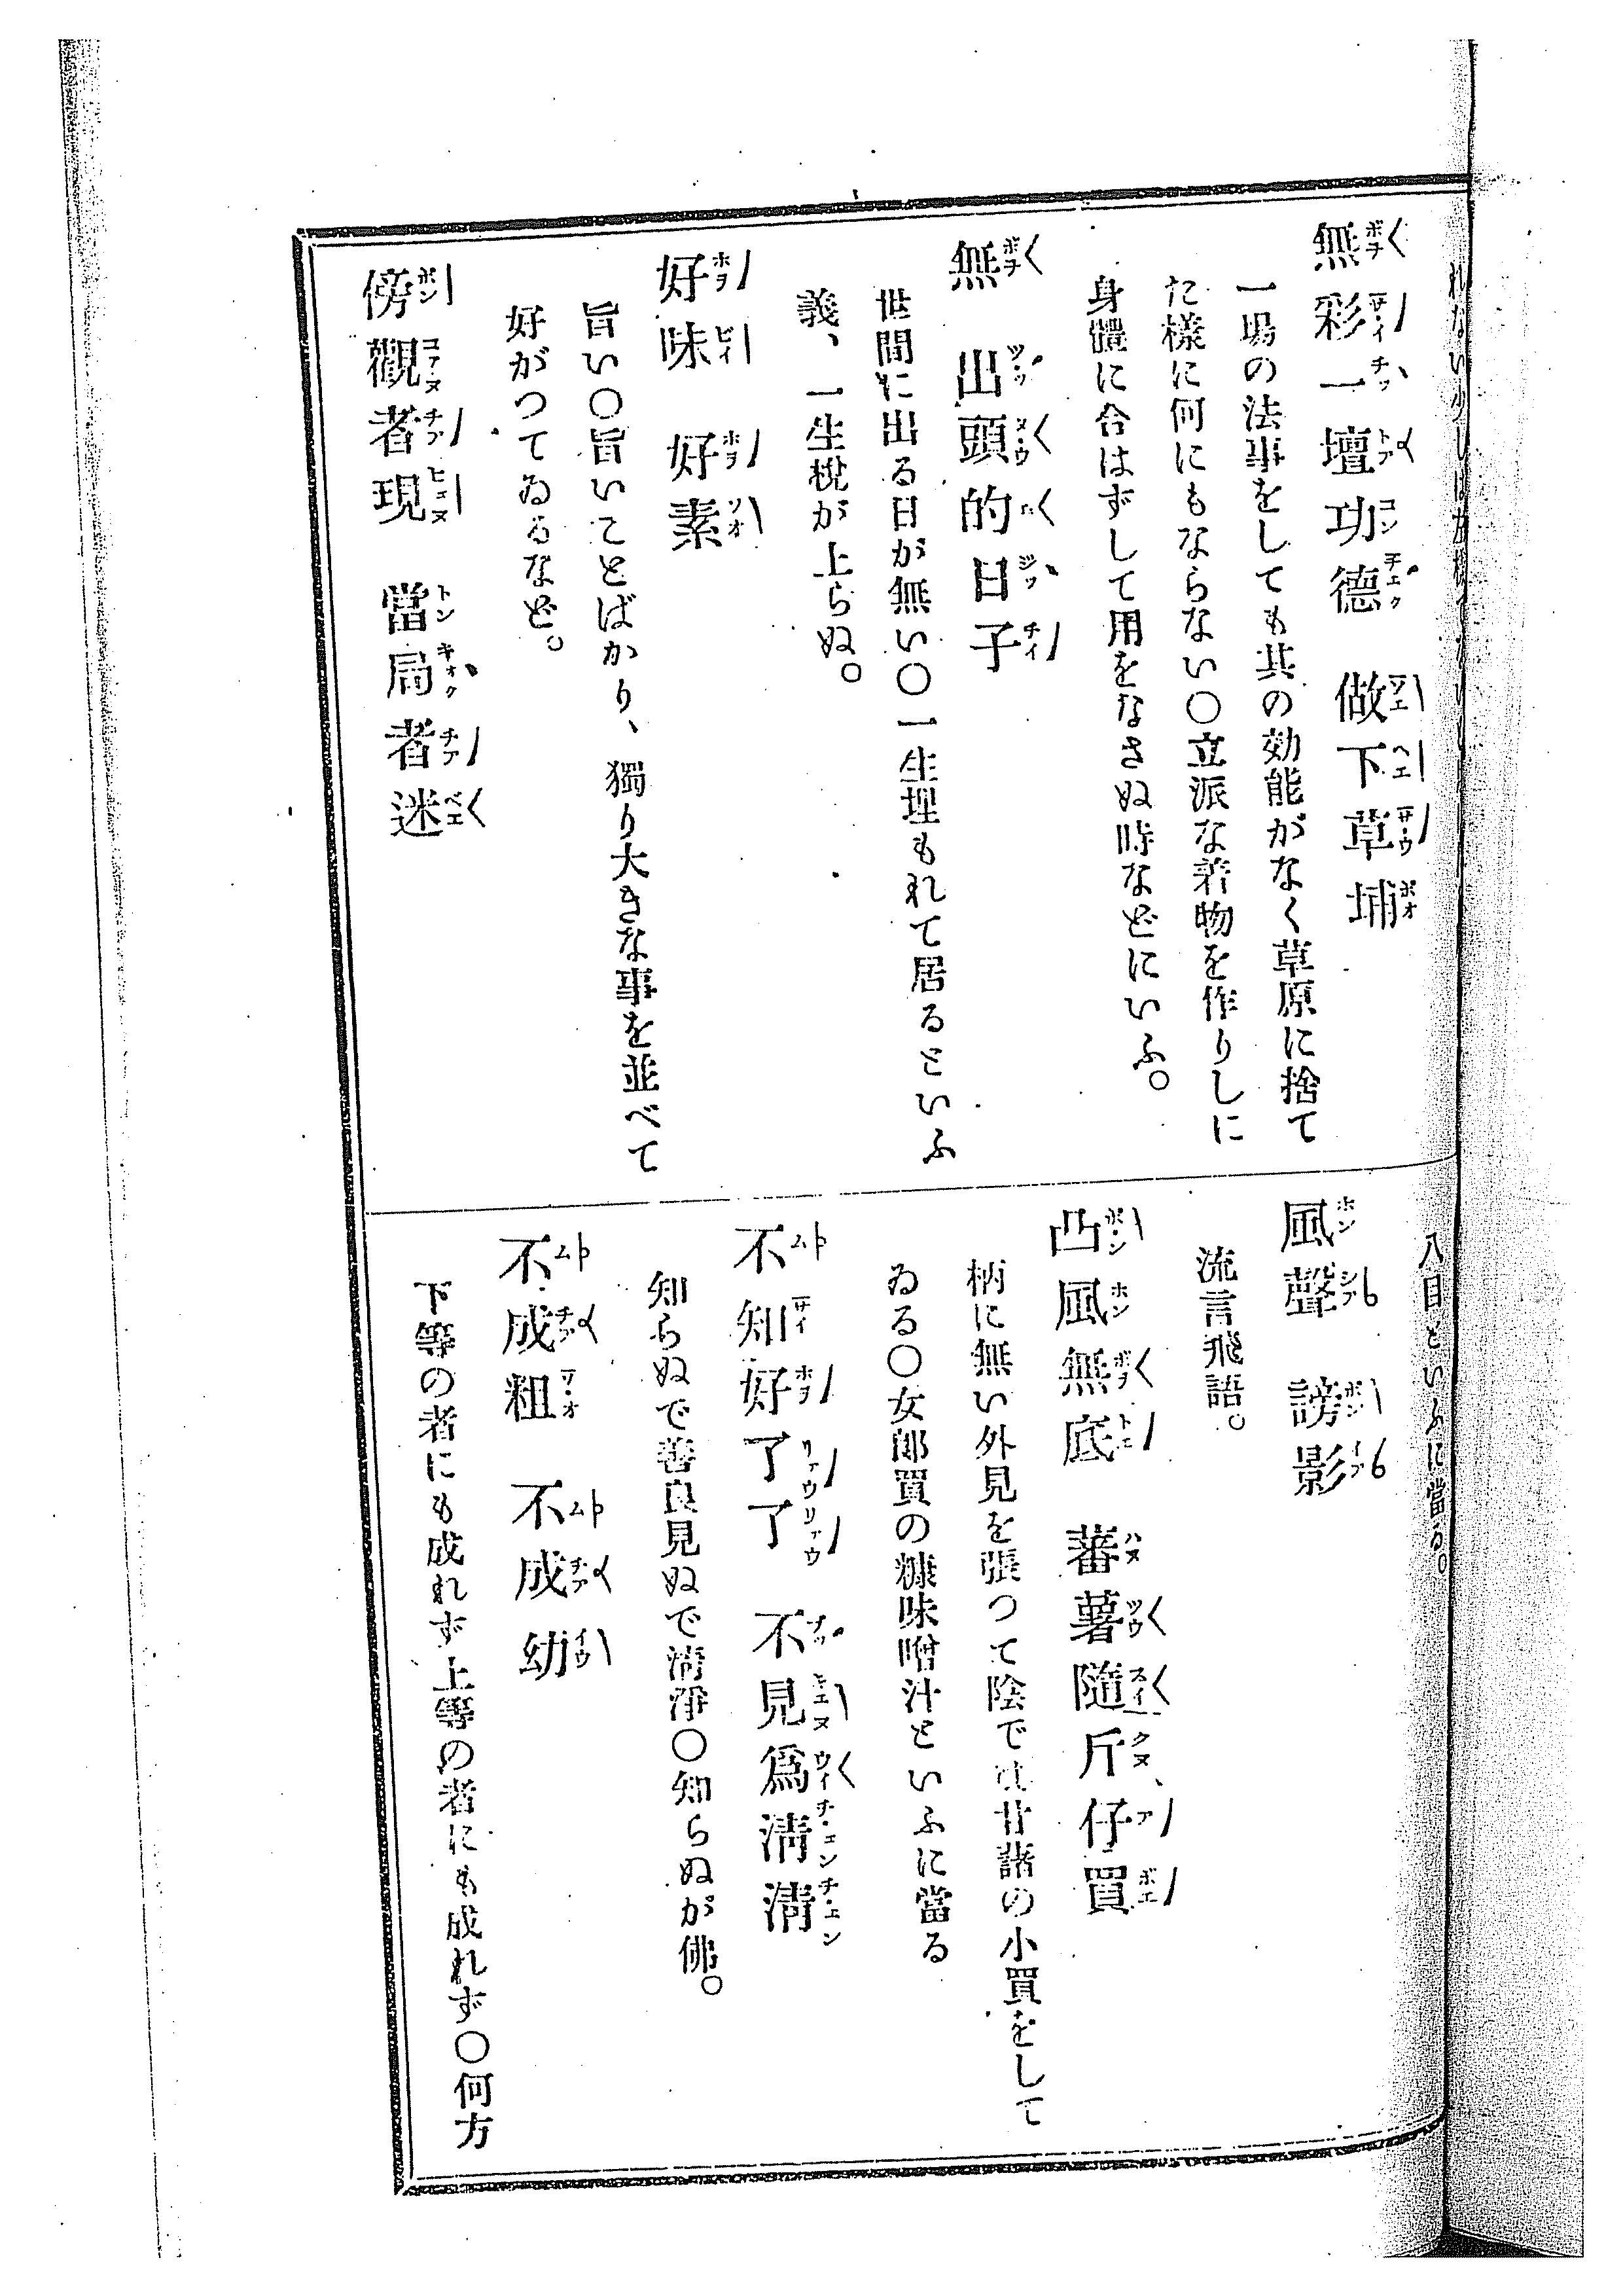 無彩一壇功德 做下草埔
一場の法事をしても其の効能がなく草原に捨て
た樣に何にもならない〇立派な着物を作りしに
身體に合はずして用をなさぬ時などにいふ。
無 出頭的日子
世間に出る日が無い〇一生埋もれて居るといふ
義、一生梲が上らぬ。
好味 好素
旨い〇旨いことばかり、獨り大きな事を並べて
好がつてゐるなど。
傍觀者現 當局者迷
八目といふに當る。
風聲 謗影
流言飛語。
凸風無底 蕃薯隨斤仔買
柄に無い外見を張つて陰では甘藷の小買をして
ゐる〇女郎買の糠味噌汁といふに當る
不知好了了 不見爲淸淸
知らぬで善良見ぬで淸淨〇知らぬが佛。
不成粗 不成幼
下等の者にも成れず上等の者にも成れず〇何方